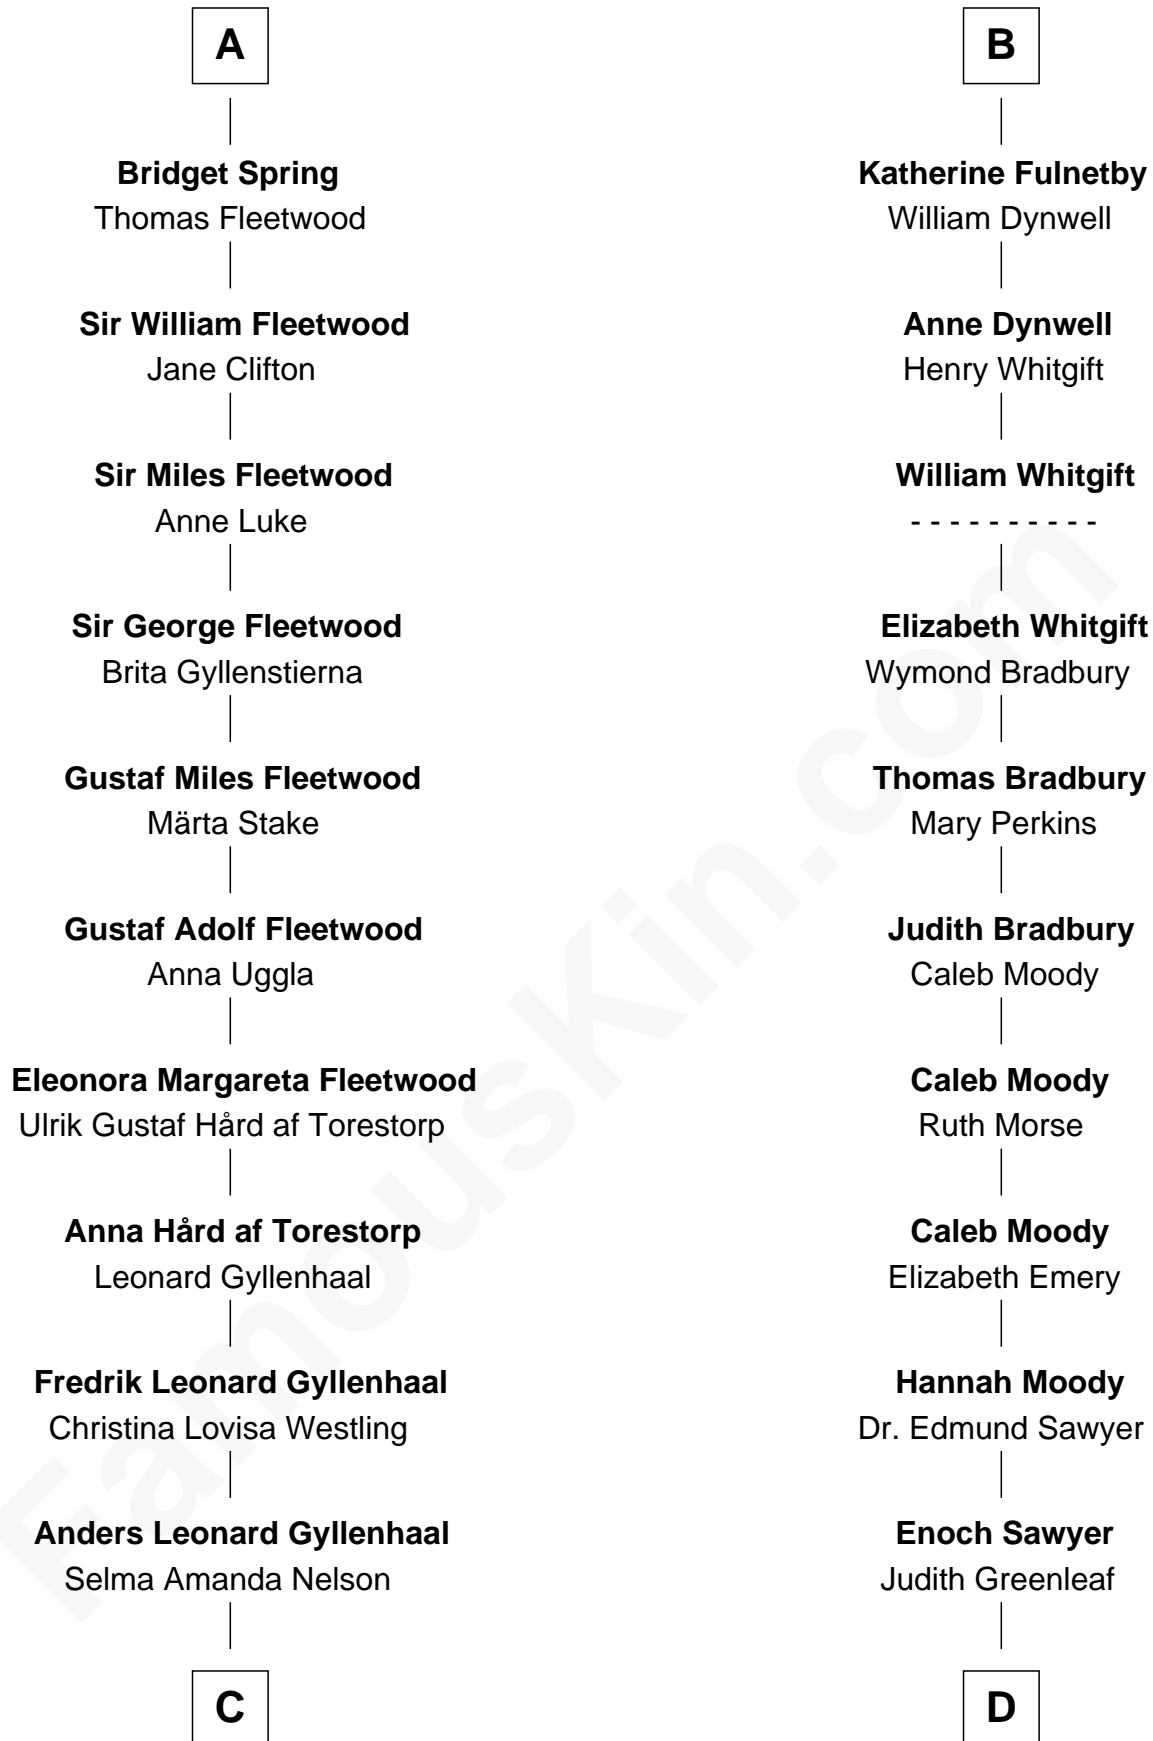 A
Bridget Spring
Thomas Fleetwood
Sir William Fleetwood
Jane Clifton
Sir Miles Fleetwood
Anne Luke
Sir George Fleetwood
Brita Gyllenstierna
Gustaf Miles Fleetwood
Märta Stake
Gustaf Adolf Fleetwood
Anna Uggla
Eleonora Margareta Fleetwood
Ulrik Gustaf Hård af Torestorp
Anna Hård af Torestorp
Leonard Gyllenhaal
Fredrik Leonard Gyllenhaal
Christina Lovisa Westling
Anders Leonard Gyllenhaal
Selma Amanda Nelson
C
B
Katherine Fulnetby
William Dynwell
Anne Dynwell
Henry Whitgift
William Whitgift
- - - - - - - - - -
Elizabeth Whitgift
Wymond Bradbury
Thomas Bradbury
Mary Perkins
Judith Bradbury
Caleb Moody
Caleb Moody
Ruth Morse
Caleb Moody
Elizabeth Emery
Hannah Moody
Dr. Edmund Sawyer
Enoch Sawyer
Judith Greenleaf
D
FamousKin.com